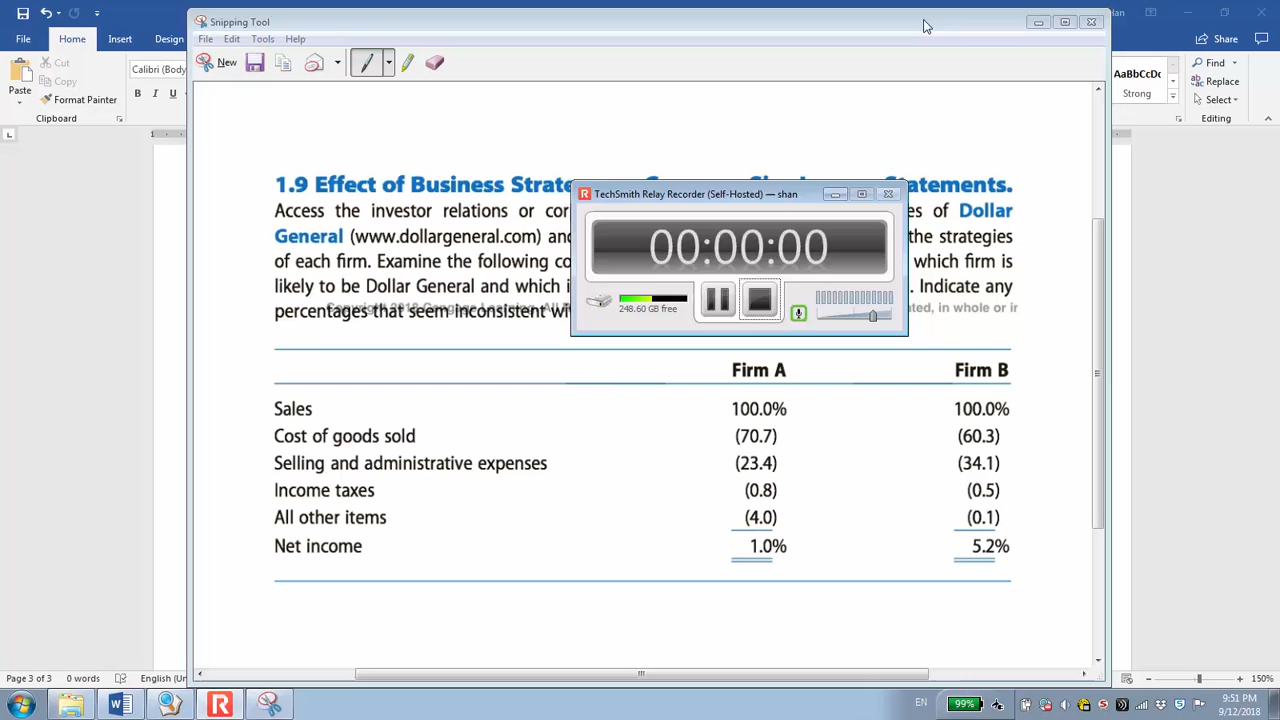 File Home Insert Design
Share
Snipping Tool
File Edit Tools Help
New
Paste
Cut
Copy
Format Painter
Clipboard
Calibri (Body
B I U
AaBbCcDc
Strong
Find
Replace
Select
Editing
1.9 Effect of Business Strate
tatements.
Access the investor relations or cor
es of Dollar
General (www.dollargeneral.com) and
the strategies
of each firm. Examine the following co
which firm is
likely to be Dollar General and which i
. Indicate any
percentages that seem inconsistent wi
TechSmith Relay Recorder (Self-Hosted) — shan
00:00:00
248.60 GB free
Firm A Firm B
Sales 100.0% 100.0%
Cost of goods sold (70.7) (60.3)
Selling and administrative expenses (23.4) (34.1)
Income taxes (0.8) (0.5)
All other items (4.0) (0.1)
Net income 1.0% 5.2%
Page 3 of 3 0 words English (Un
150%
EN 99% 9:51 PM
9/12/2018